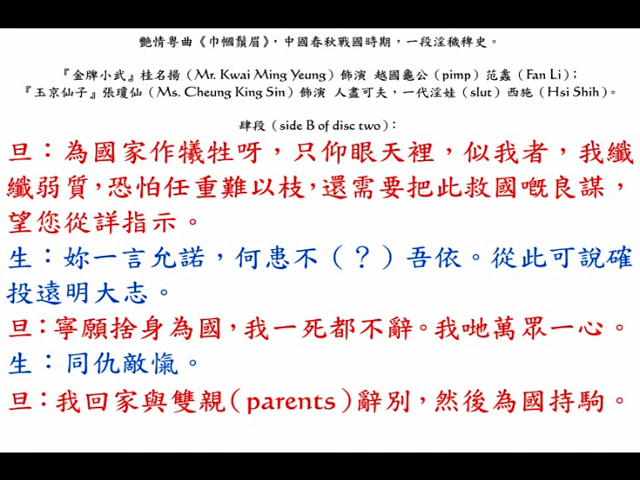 艷情粵曲《巾幗鬚眉》，中國春秋戰國時期，一段淫穢稗史。
『金牌小武』桂名揚（Mr. Kwai Ming Yeung）飾演 越國龜公（pimp）范蠡（Fan Li）；
『玉京仙子』張瓊仙（Ms. Cheung King Sin）飾演 人盡可夫，一代淫娃（slut）西施（Hsi Shih）。
肆段（side B of disc two）：
旦：為國家作犧牲呀，只仰眼天裡，似我者，我纖
纖弱質，恐怕任重難以枝，還需要把此救國嘅良謀，
望您從詳指示。
生：妳一言允諾，何患不（？）吾依。從此可說確
投遠明大志。
旦：寧願捨身為國，我一死都不辭。我哋萬眾一心。
生：同仇敵愾。
旦：我回家與雙親（parents）辭別，然後為國持駒。